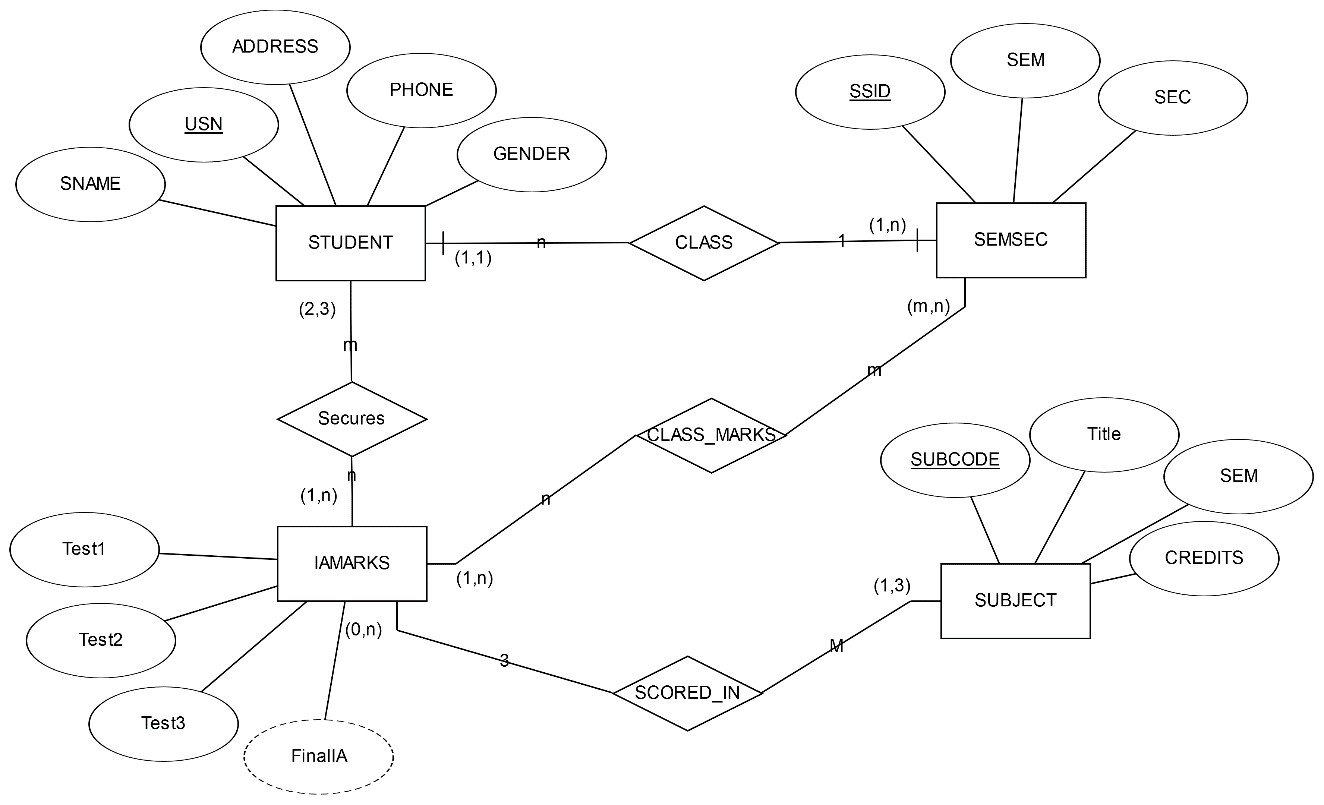 ADDRESS
SEM
PHONE
SSID
SEC
USN
GENDER
SNAME
STUDENT
n
CLASS
1
(1,n)
SEMSEC
(1,1)
(2,3)
(m,n)
m
m
Secures
CLASS_MARKS
SUBCODE
Title
n
SEM
(1,n)
n
Test1
IAMARKS
(1,n)
CREDITS
(1,3)
SUBJECT
Test2
(0,n)
3
M
SCORED_IN
Test3
FinalIA